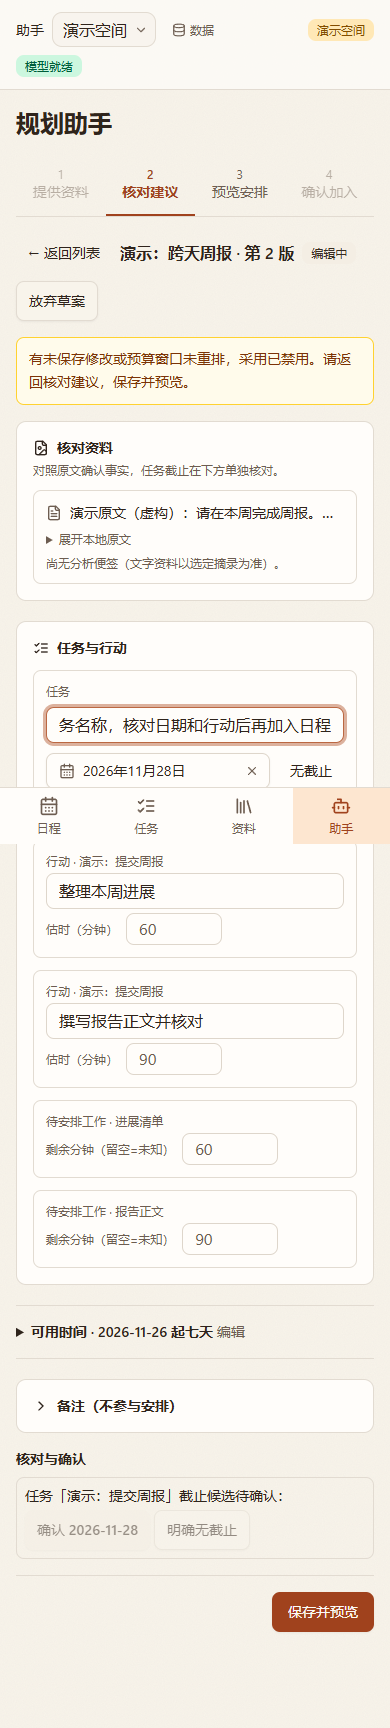 助手
演示空间
数据
演示空间
模型就绪
规划助手
1
提供资料
2
核对建议
3
预览安排
4
确认加入
← 返回列表
演示：跨天周报 · 第 2 版
编辑中
放弃草案
有未保存修改或预算窗口未重排，采用已禁用。请返
回核对建议，保存并预览。
核对资料
对照原文确认事实，任务截止在下方单独核对。
演示原文（虚构）：请在本周完成周报。...
展开本地原文
尚无分析便签（文字资料以选定摘录为准）。
任务与行动
任务
务名称，核对日期和行动后再加入日程
2026年11月28日
无截止
日程
任务
资料
助手
行动 · 演示：提交周报
整理本周进展
估时（分钟）
60
行动 · 演示：提交周报
撰写报告正文并核对
估时（分钟）
90
待安排工作 · 进展清单
剩余分钟（留空=未知）
60
待安排工作 · 报告正文
剩余分钟（留空=未知）
90
可用时间 · 2026-11-26 起七天 编辑
备注（不参与安排）
核对与确认
任务「演示：提交周报」截止候选待确认：
确认 2026-11-28
明确无截止
保存并预览